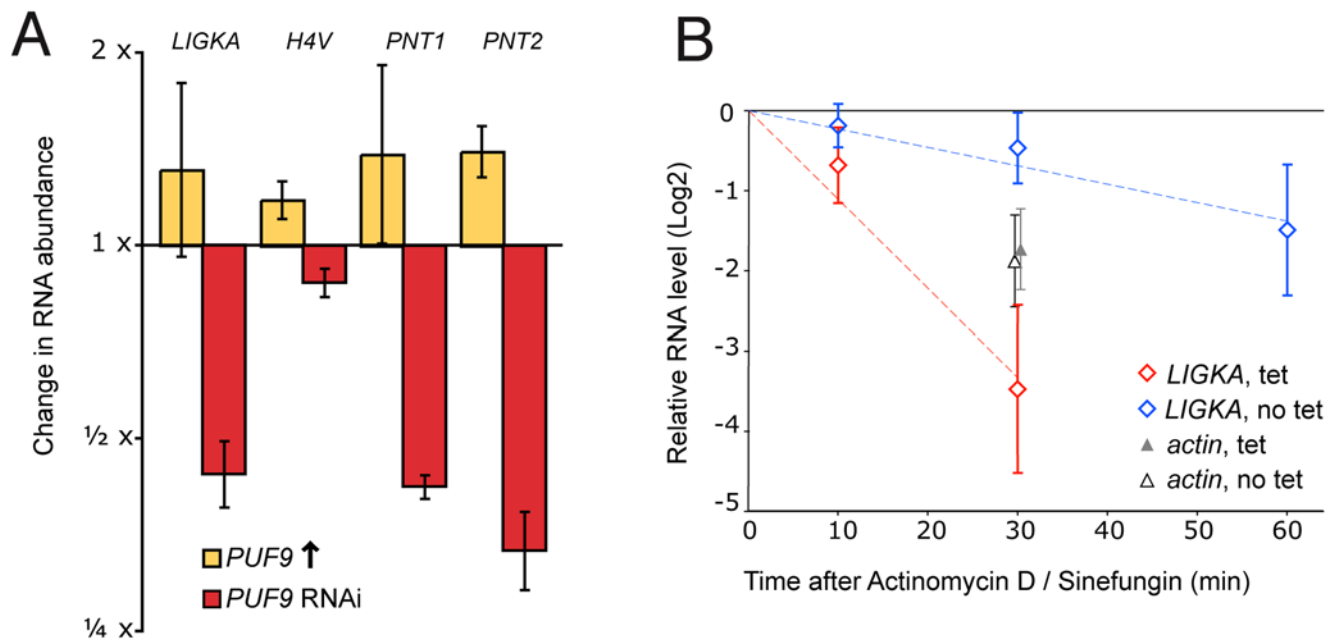 A
LIGKA H4V PNT1 PNT2
2 x
1 x
½ x
¼ x
Change in RNA abundance
PUF9 ↑
PUF9 RNAi
B
0
-1
-2
-3
-4
-5
Relative RNA level (Log2)
LIGKA, tet
LIGKA, no tet
actin, tet
actin, no tet
0 10 20 30 40 50 60
Time after Actinomycin D / Sinefungin (min)